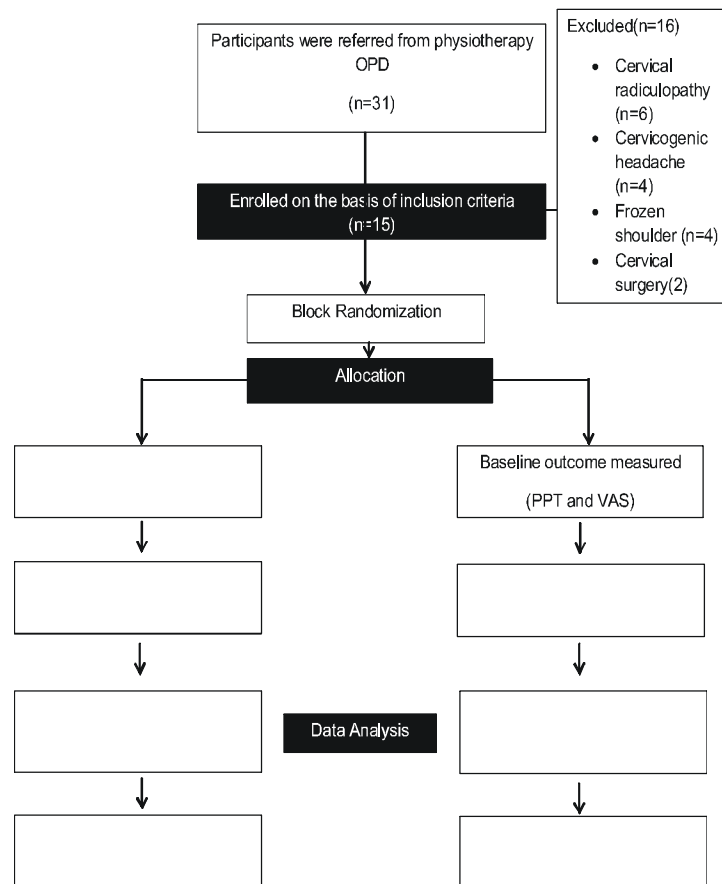 Participants were referred from physiotherapy
OPD
(n=31)
Excluded(n=16)
• Cervical
radiculopathy
(n=6)
• Cervicogenic
headache
(n=4)
• Frozen
shoulder (n=4)
• Cervical
surgery(2)
Enrolled on the basis of inclusion criteria
(n=15)
Block Randomization
Allocation
Baseline outcome measured
(PPT and VAS)
Data Analysis